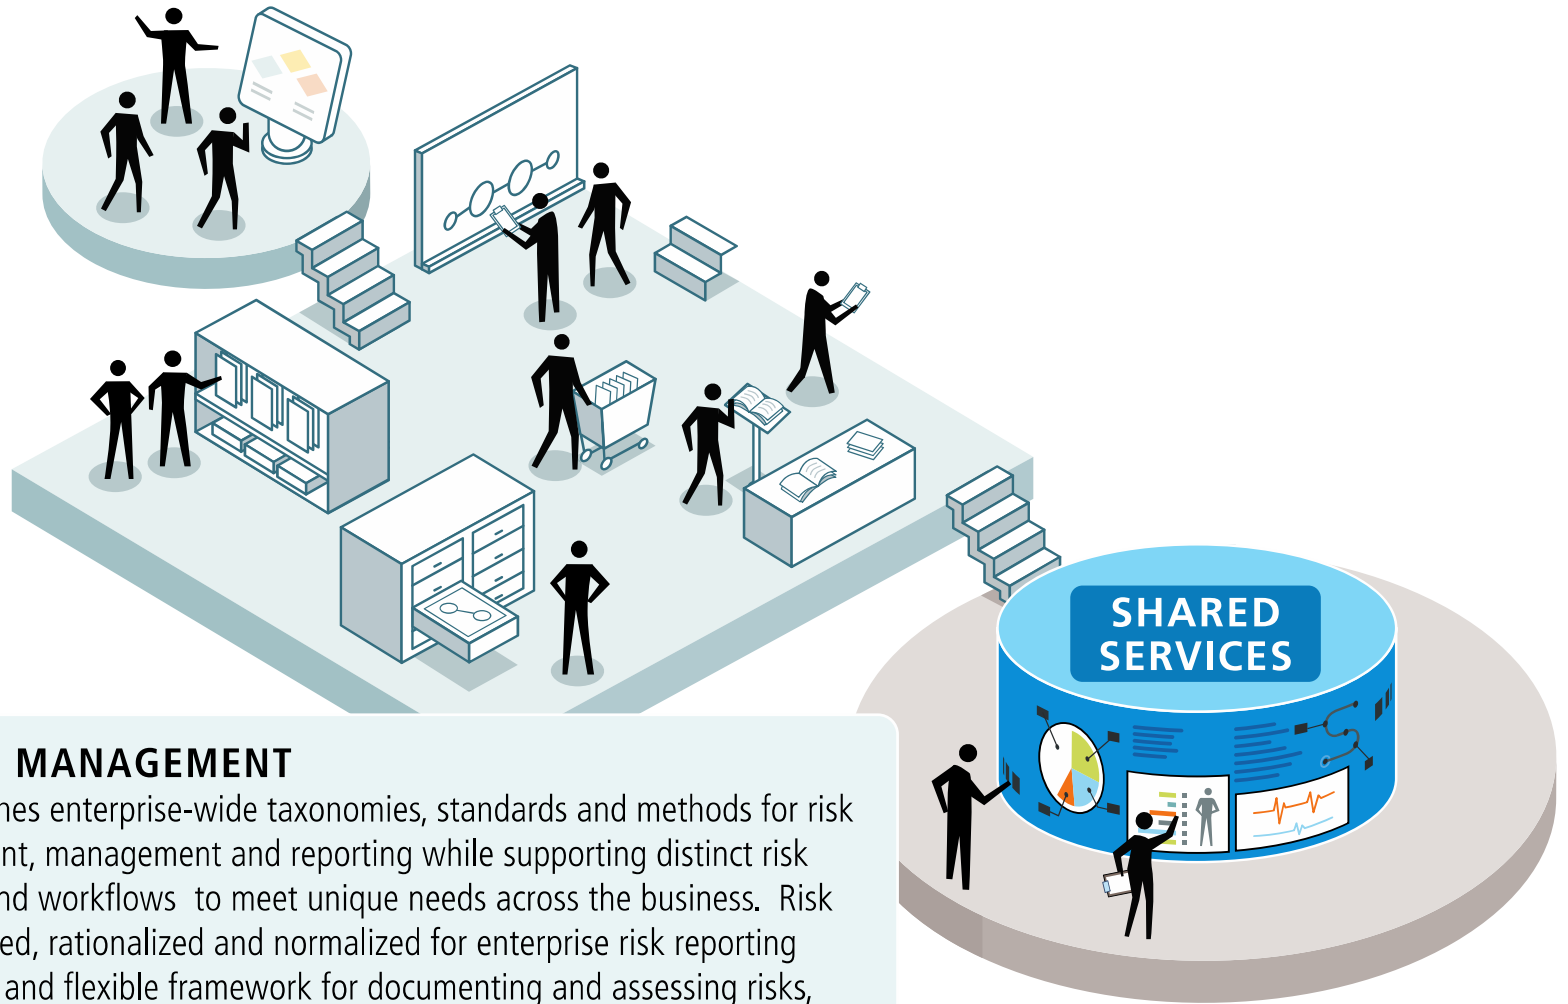 SHARED
SERVICES
MANAGEMENT
nes enterprise-wide taxonomies, standards and methods for risk
nt, management and reporting while supporting distinct risk
nd workflows to meet unique needs across the business. Risk
ed, rationalized and normalized for enterprise risk reporting
and flexible framework for documenting and assessing risks,